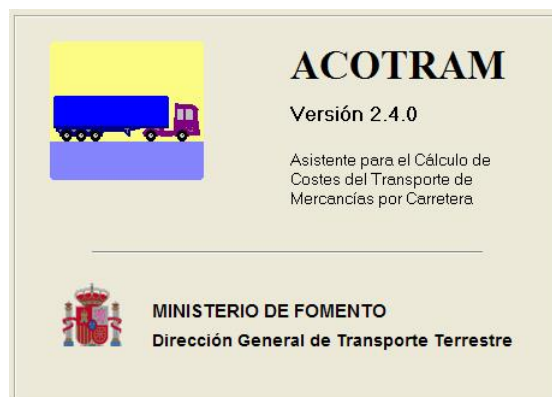 ACOTRAM
Versión 2.4.0
Asistente para el Cálculo de
Costes del Transporte de
Mercancías por Carretera
MINISTERIO DE FOMENTO
Dirección General de Transporte Terrestre